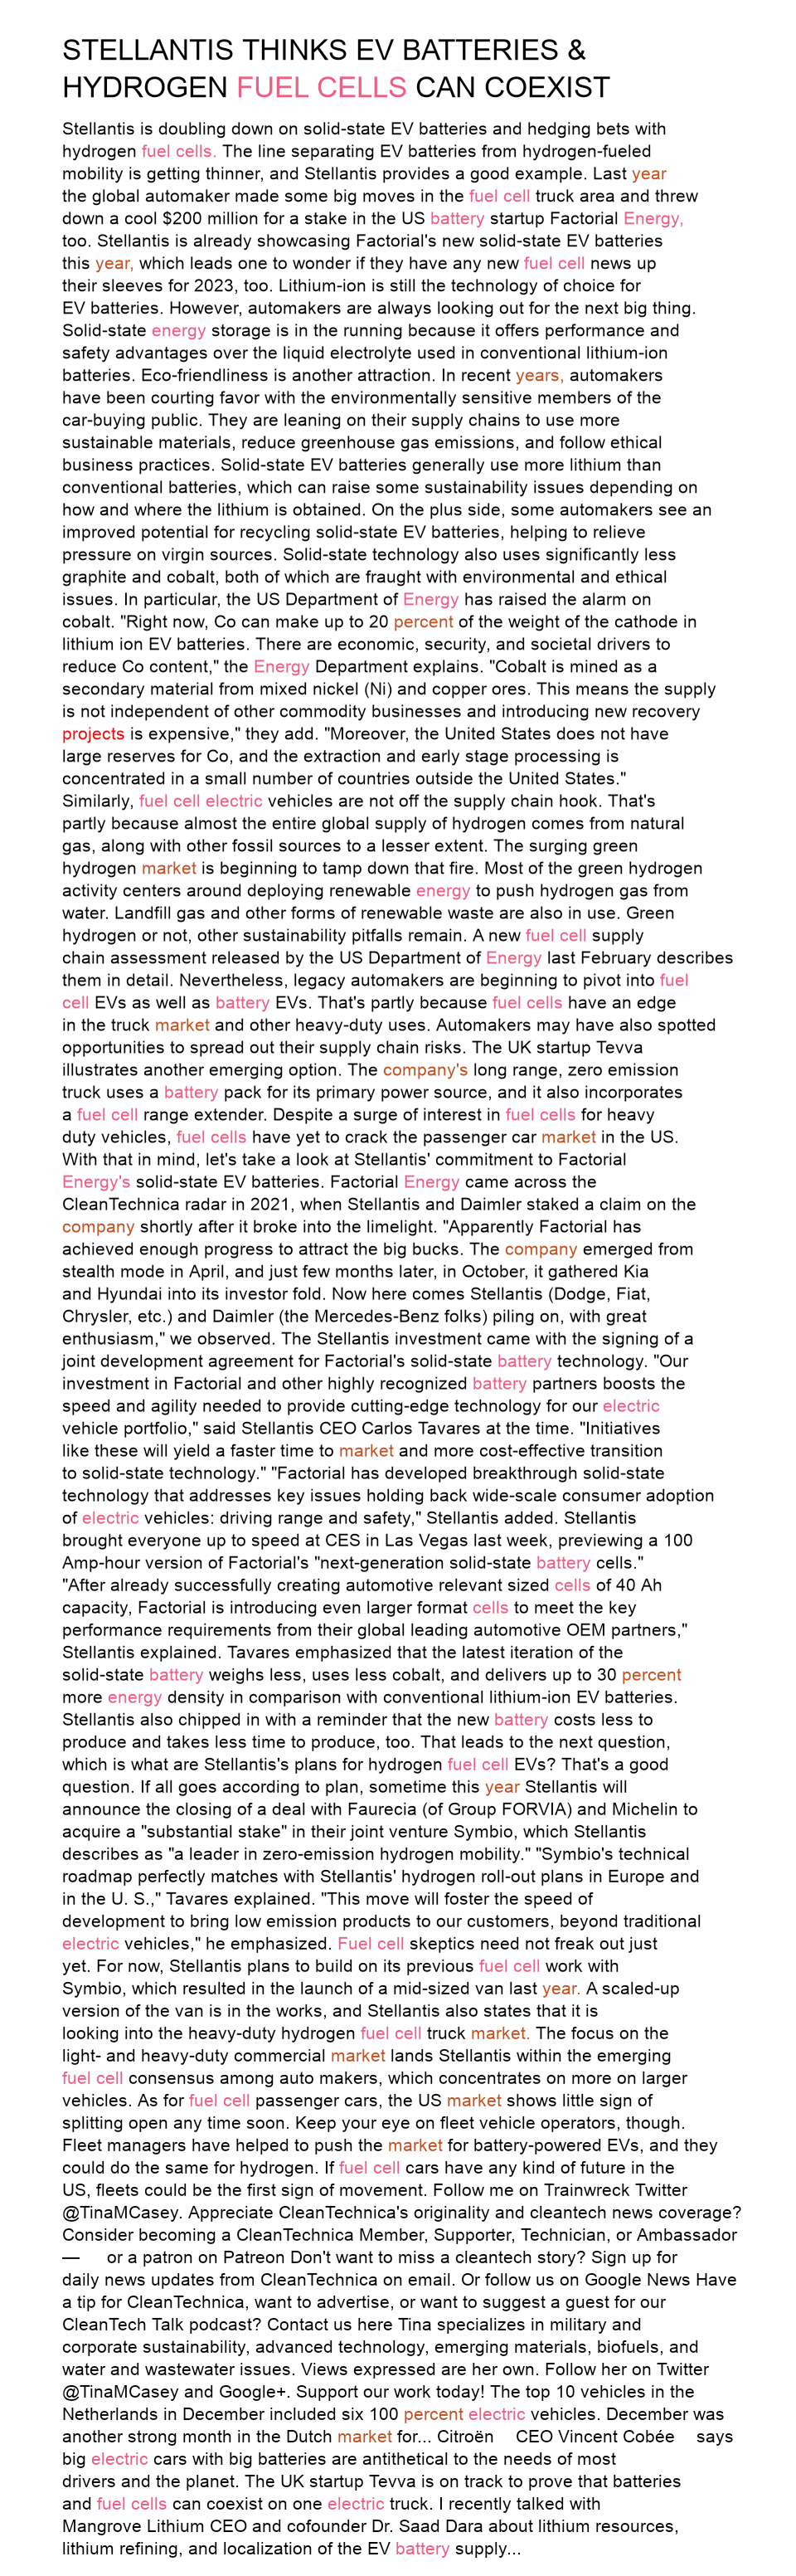 STELLANTIS THINKS EV BATTERIES &
HYDROGEN FUEL CELLS CAN COEXIST
Stellantis is doubling down on solid-state EV batteries and hedging bets with
hydrogen fuel cells. The line separating EV batteries from hydrogen-fueled
mobility is getting thinner, and Stellantis provides a good example. Last year
the global automaker made some big moves in the fuel cell truck area and threw
down a cool $200 million for a stake in the US battery startup Factorial Energy,
too. Stellantis is already showcasing Factorial's new solid-state EV batteries
this year, which leads one to wonder if they have any new fuel cell news up
their sleeves for 2023, too. Lithium-ion is still the technology of choice for
EV batteries. However, automakers are always looking out for the next big thing.
Solid-state energy storage is in the running because it offers performance and
safety advantages over the liquid electrolyte used in conventional lithium-ion
batteries. Eco-friendliness is another attraction. In recent years, automakers
have been courting favor with the environmentally sensitive members of the
car-buying public. They are leaning on their supply chains to use more
sustainable materials, reduce greenhouse gas emissions, and follow ethical
business practices. Solid-state EV batteries generally use more lithium than
conventional batteries, which can raise some sustainability issues depending on
how and where the lithium is obtained. On the plus side, some automakers see an
improved potential for recycling solid-state EV batteries, helping to relieve
pressure on virgin sources. Solid-state technology also uses significantly less
graphite and cobalt, both of which are fraught with environmental and ethical
issues. In particular, the US Department of Energy has raised the alarm on
cobalt. "Right now, Co can make up to 20 percent of the weight of the cathode in
lithium ion EV batteries. There are economic, security, and societal drivers to
reduce Co content," the Energy Department explains. "Cobalt is mined as a
secondary material from mixed nickel (Ni) and copper ores. This means the supply
is not independent of other commodity businesses and introducing new recovery
projects is expensive," they add. "Moreover, the United States does not have
large reserves for Co, and the extraction and early stage processing is
concentrated in a small number of countries outside the United States."
Similarly, fuel cell electric vehicles are not off the supply chain hook. That's
partly because almost the entire global supply of hydrogen comes from natural
gas, along with other fossil sources to a lesser extent. The surging green
hydrogen market is beginning to tamp down that fire. Most of the green hydrogen
activity centers around deploying renewable energy to push hydrogen gas from
water. Landfill gas and other forms of renewable waste are also in use. Green
hydrogen or not, other sustainability pitfalls remain. A new fuel cell supply
chain assessment released by the US Department of Energy last February describes
them in detail. Nevertheless, legacy automakers are beginning to pivot into fuel
cell EVs as well as battery EVs. That's partly because fuel cells have an edge
in the truck market and other heavy-duty uses. Automakers may have also spotted
opportunities to spread out their supply chain risks. The UK startup Tevva
illustrates another emerging option. The company's long range, zero emission
truck uses a battery pack for its primary power source, and it also incorporates
a fuel cell range extender. Despite a surge of interest in fuel cells for heavy
duty vehicles, fuel cells have yet to crack the passenger car market in the US.
With that in mind, let's take a look at Stellantis' commitment to Factorial
Energy's solid-state EV batteries. Factorial Energy came across the
CleanTechnica radar in 2021, when Stellantis and Daimler staked a claim on the
company shortly after it broke into the limelight. "Apparently Factorial has
achieved enough progress to attract the big bucks. The company emerged from
stealth mode in April, and just few months later, in October, it gathered Kia
and Hyundai into its investor fold. Now here comes Stellantis (Dodge, Fiat,
Chrysler, etc.) and Daimler (the Mercedes-Benz folks) piling on, with great
enthusiasm," we observed. The Stellantis investment came with the signing of a
joint development agreement for Factorial's solid-state battery technology. "Our
investment in Factorial and other highly recognized battery partners boosts the
speed and agility needed to provide cutting-edge technology for our electric
vehicle portfolio," said Stellantis CEO Carlos Tavares at the time. "Initiatives
like these will yield a faster time to market and more cost-effective transition
to solid-state technology." "Factorial has developed breakthrough solid-state
technology that addresses key issues holding back wide-scale consumer adoption
of electric vehicles: driving range and safety," Stellantis added. Stellantis
brought everyone up to speed at CES in Las Vegas last week, previewing a 100
Amp-hour version of Factorial's "next-generation solid-state battery cells."
"After already successfully creating automotive relevant sized cells of 40 Ah
capacity, Factorial is introducing even larger format cells to meet the key
performance requirements from their global leading automotive OEM partners,"
Stellantis explained. Tavares emphasized that the latest iteration of the
solid-state battery weighs less, uses less cobalt, and delivers up to 30 percent
more energy density in comparison with conventional lithium-ion EV batteries.
Stellantis also chipped in with a reminder that the new battery costs less to
produce and takes less time to produce, too. That leads to the next question,
which is what are Stellantis's plans for hydrogen fuel cell EVs? That's a good
question. If all goes according to plan, sometime this year Stellantis will
announce the closing of a deal with Faurecia (of Group FORVIA) and Michelin to
acquire a "substantial stake" in their joint venture Symbio, which Stellantis
describes as "a leader in zero-emission hydrogen mobility." "Symbio's technical
roadmap perfectly matches with Stellantis' hydrogen roll-out plans in Europe and
in the U. S.," Tavares explained. "This move will foster the speed of
development to bring low emission products to our customers, beyond traditional
electric vehicles," he emphasized. Fuel cell skeptics need not freak out just
yet. For now, Stellantis plans to build on its previous fuel cell work with
Symbio, which resulted in the launch of a mid-sized van last year. A scaled-up
version of the van is in the works, and Stellantis also states that it is
looking into the heavy-duty hydrogen fuel cell truck market. The focus on the
light- and heavy-duty commercial market lands Stellantis within the emerging
fuel cell consensus among auto makers, which concentrates on more on larger
vehicles. As for fuel cell passenger cars, the US market shows little sign of
splitting open any time soon. Keep your eye on fleet vehicle operators, though.
Fleet managers have helped to push the market for battery-powered EVs, and they
could do the same for hydrogen. If fuel cell cars have any kind of future in the
US, fleets could be the first sign of movement. Follow me on Trainwreck Twitter
@TinaMCasey. Appreciate CleanTechnica's originality and cleantech news coverage?
Consider becoming a CleanTechnica Member, Supporter, Technician, or Ambassador
— or a patron on Patreon Don't want to miss a cleantech story? Sign up for
daily news updates from CleanTechnica on email. Or follow us on Google News Have
a tip for CleanTechnica, want to advertise, or want to suggest a guest for our
CleanTech Talk podcast? Contact us here Tina specializes in military and
corporate sustainability, advanced technology, emerging materials, biofuels, and
water and wastewater issues. Views expressed are her own. Follow her on Twitter
@TinaMCasey and Google+. Support our work today! The top 10 vehicles in the
Netherlands in December included six 100 percent electric vehicles. December was
another strong month in the Dutch market for... Citroën CEO Vincent Cobée says
big electric cars with big batteries are antithetical to the needs of most
drivers and the planet. The UK startup Tevva is on track to prove that batteries
and fuel cells can coexist on one electric truck. I recently talked with
Mangrove Lithium CEO and cofounder Dr. Saad Dara about lithium resources,
lithium refining, and localization of the EV battery supply...